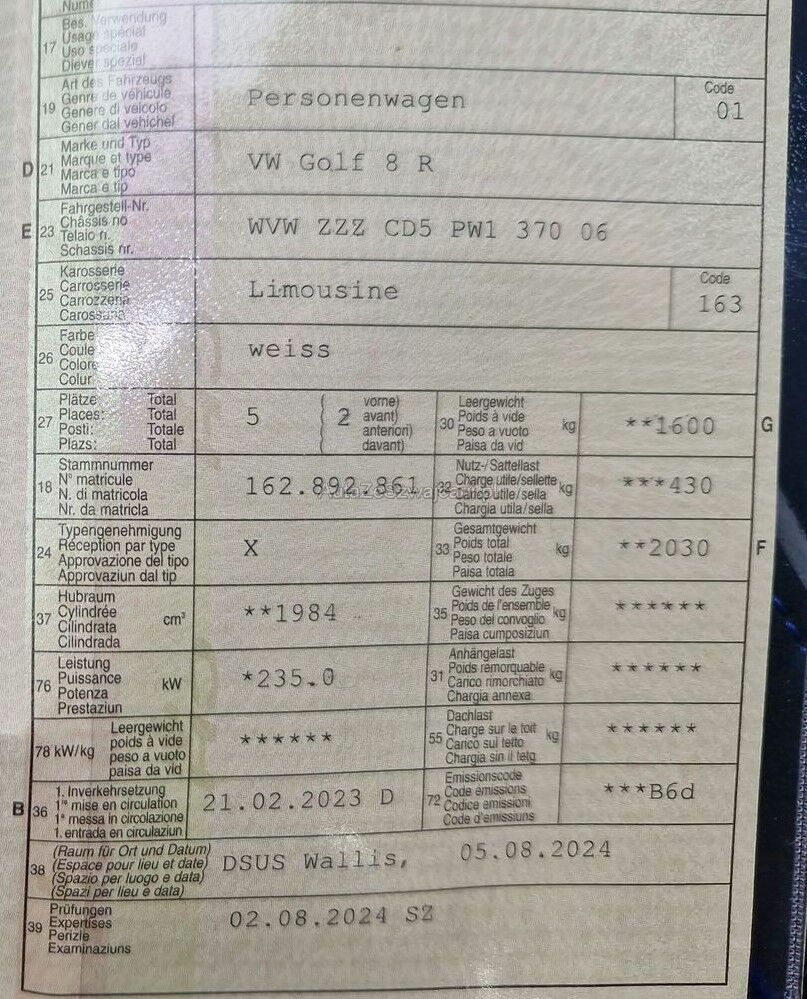 Bes. Verwendung
17 Usage spécial
Uso speciale
Diever spezial
Art des Fahrzeugs
19 Genre de véhicule
Genere di veicolo
Gener dal vehichel
Personenwagen
Code
01
Marke und Typ
D 21 Marque et type
Marca e tipo
Marca e tip
VW Golf 8 R
Fahrgestell-Nr.
E 23 Châssis no
Telaio n.
Schassis nr.
WVW ZZZ CD5 PW1 370 06
Karosserie
25 Carrosserie
Carrozzeria
Limousine
Code
163
Farbe
26
Colore
Colur
weiss
Plätze: Total
27 Places: Total
Posti: Totale
Plazs: Total
5
( 2 vorne)
avant)
anteriori)
davant)
Leergewicht
30 Poids à vide kg
Peso a vuoto
Paisa da vid
**1600 G
Stammnummer
18 N° matricule
N. di matricola
Nr. da matricla
162.892.861
Nutz-/Sattellast
Charge utile/sellette kg
Carico utile/sella
Chargia utila/sella
***430
Typengenehmigung
24 Réception par type
Approvazione del tipo
Approvaziun dal tip
X
Gesamtgewicht
33 Poids total kg
Peso totale
Paisa totala
**2030 F
Hubraum
37 Cylindrée cm³
Cilindrata
Cilindrada
**1984
Gewicht des Zuges
35 Poids de l'ensemble kg
Peso del convoglio
Paisa cumposiziun
******
Leistung
76 Puissance kW
Potenza
Prestaziun
*235.0
Anhängelast
31 Poids remorquable kg
Carico rimorchiato
Chargia annexa
******
78 kW/kg Leergewicht
poids à vide
peso a vuoto
paisa da vid
******
Dachlast
55 Charge sur le toit kg
Carico sul tetto
Chargia sin il tetg
******
1. Inverkehrsetzung
B 36 1re mise en circulation
1a messa in circolazione
1. entrada en circulaziun
21.02.2023 D
Emissionscode
72 Code émissions
Codice emissioni
Code d'emissiuns
***B6d
(Raum für Ort und Datum)
38 (Espace pour lieu et date)
(Spazio per luogo e data)
(Spazi per lieu e data)
DSUS Wallis, 05.08.2024
Prüfungen
39 Expertises
Perizie
Examinaziuns
02.08.2024 SZ